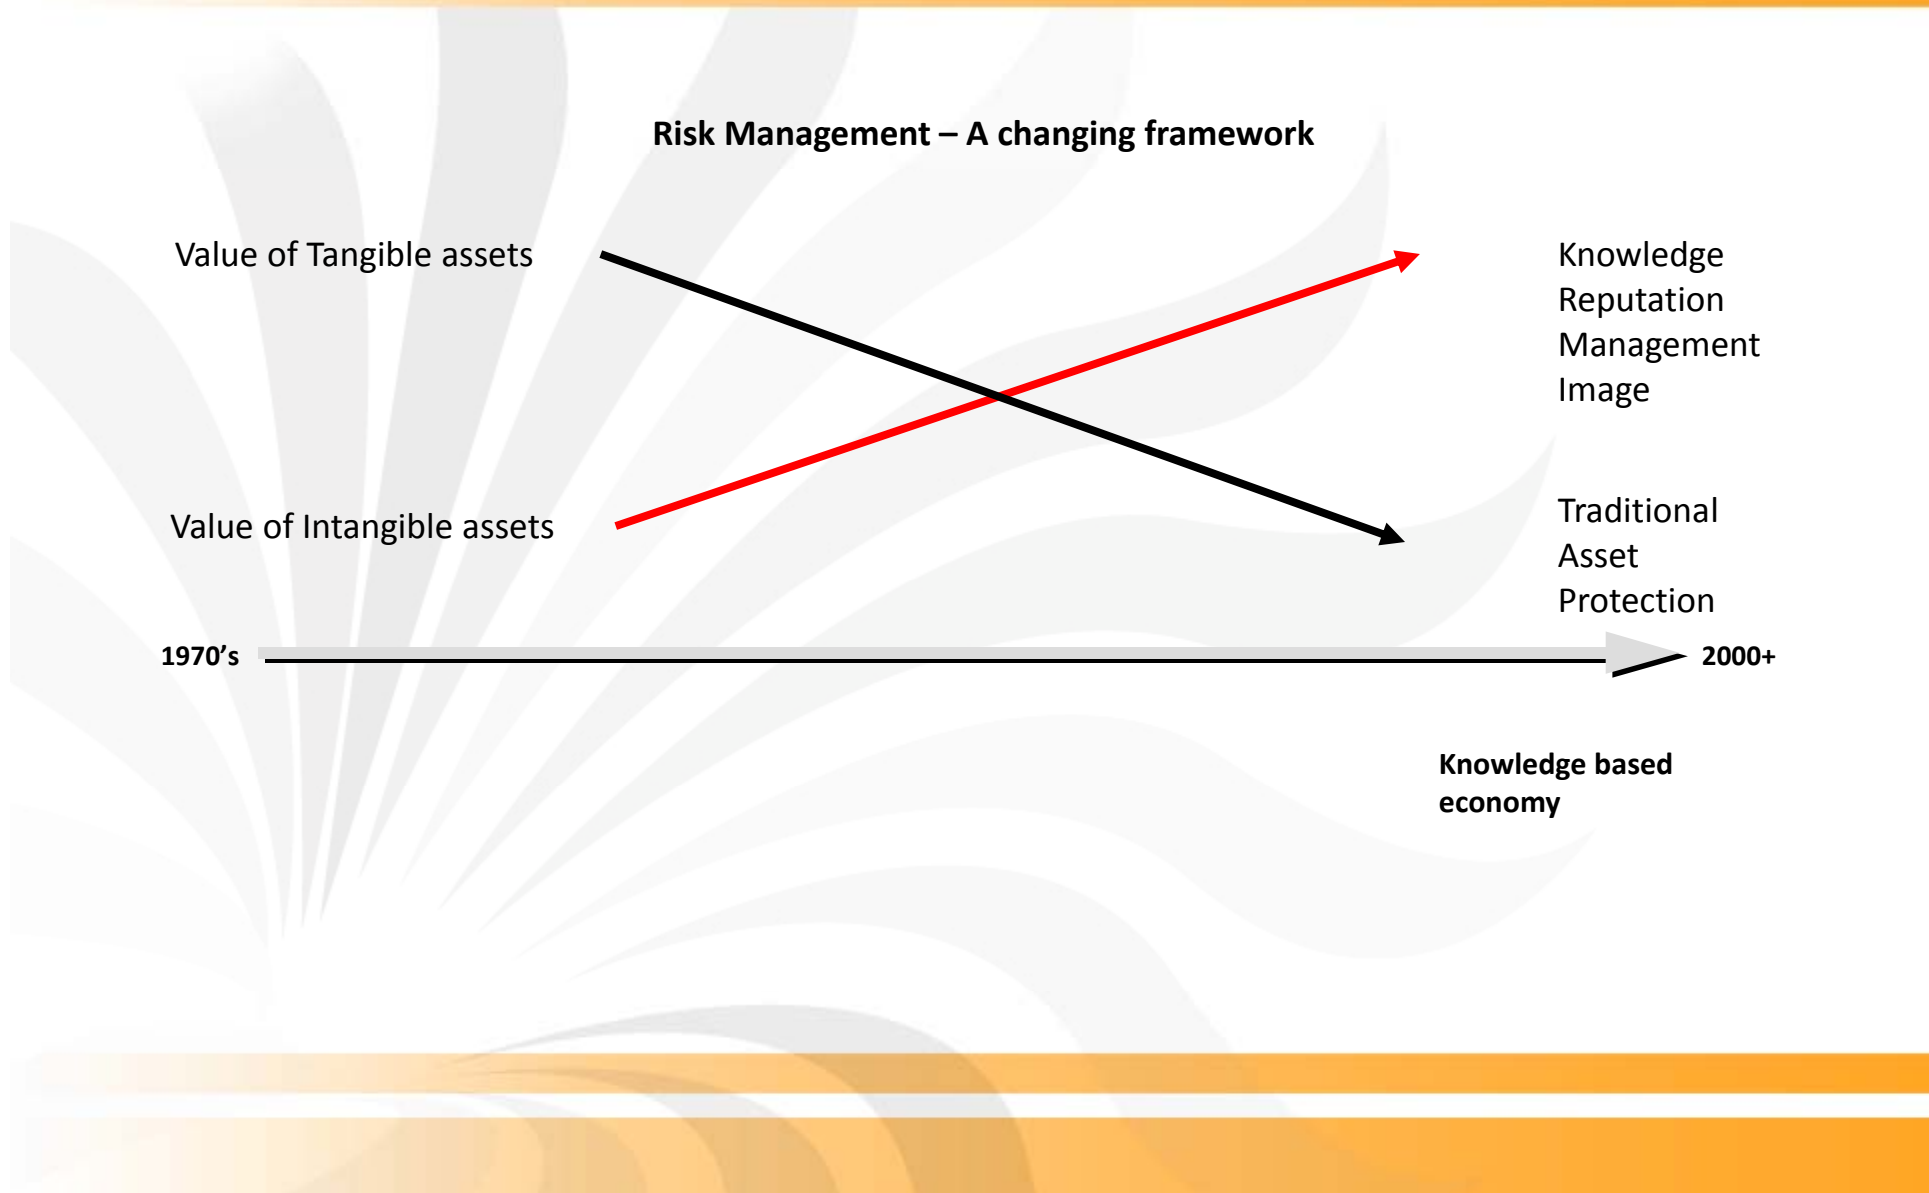 Risk Management – A changing framework
Value of Tangible assets
Knowledge
Reputation
Management
Image
Value of Intangible assets
Traditional
Asset
Protection
1970’s
2000+
Knowledge based
economy